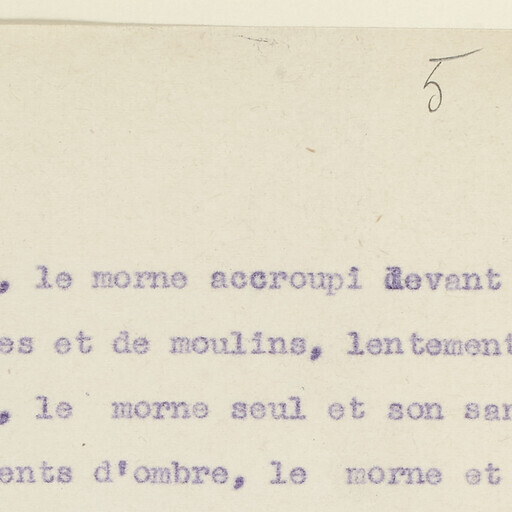 5
, le morne accroupi devant
es et de moulins, lentement
, le morne seul et son san
ents d'ombre, le morne et